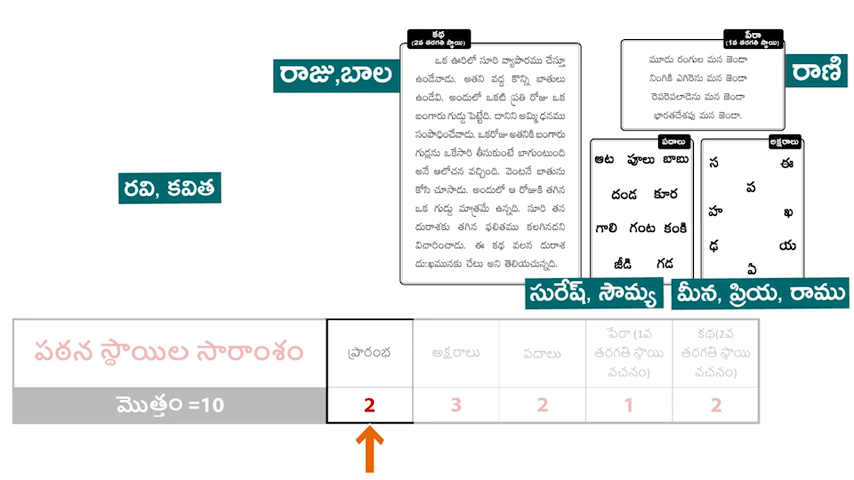 కథ
(2వ తరగతి స్థాయి)
ఒక ఊరిలో సూరి వ్యాపారము చేస్తూ
ఉండేవాడు. అతని వద్ద కొన్ని బాతులు
ఉండేవి. అందులో ఒకటి ప్రతి రోజు ఒక
బంగారు గుడ్డు పెట్టేది. దానిని అమ్మి ధనము
సంపాధించేవాడు. ఒకరోజు అతనికి బంగారు
గుడ్లను ఒకేసారి తీసుకుంటే బాగుంటుంది
అనే ఆలోచన వచ్చింది. వెంటనే బాతును
కోసి చూసాడు. అందులో ఆ రోజుకి తగిన
ఒక గుడ్డు మాత్రమే ఉన్నది. సూరి తన
దురాశకు తగిన ఫలితము కలిగినదని
విచారించాడు. ఈ కథ వలన దురాశ
దు:ఖమునకు చేటు అని తెలియచున్నది.
రాజు,బాల
పేరా
(1వ తరగతి స్థాయి)
మూడు రంగుల మన జెండా
నింగికి ఎగిరెను మన జెండా
రెపరెపలాడెను మన జెండా
భారతదేశపు మన జెండా.
రాణి
పదాలు
ఆట పూలు బాబు
దండ కూర
గాలి గంట కంకి
జీడి గడ
అక్షరాలు
స ఈ
ప
హ ఖ
ఢ య
ఏ
రవి, కవిత
సురేష్, సౌమ్య
మీన, ప్రియ, రాము
పఠన స్థాయిల సారాంశం
ప్రారంభ
అక్షరాలు
పదాలు
పేరా (1వ
తరగతి స్థాయి
వచనం)
కథ(2వ
తరగతి స్థాయి
వచనం)
మొత్తం =10
2
3
2
1
2